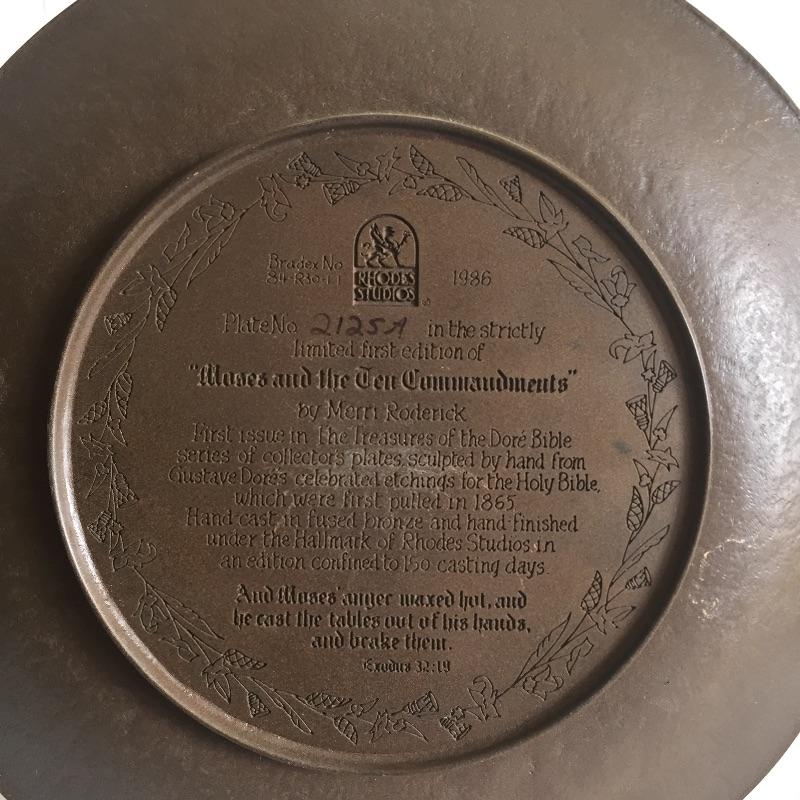 Bradex No
84-R30-1·1
RHODES
STUDIOS
1986
Plate No 2125A in the strictly
limited first edition of
"Moses and the Ten Commandments"
by Merri Roderick
First issue in The Treasures of the Doré Bible
series of collector's plates, sculpted by hand from
Gustave Doré's celebrated etchings for the Holy Bible,
which were first pulled in 1865.
Hand-cast in fused bronze and hand-finished
under the Hallmark of Rhodes Studios in
an edition confined to 150 casting days.
And Moses' anger waxed hot, and
he cast the tables out of his hands,
and brake them.
Exodus 32:19